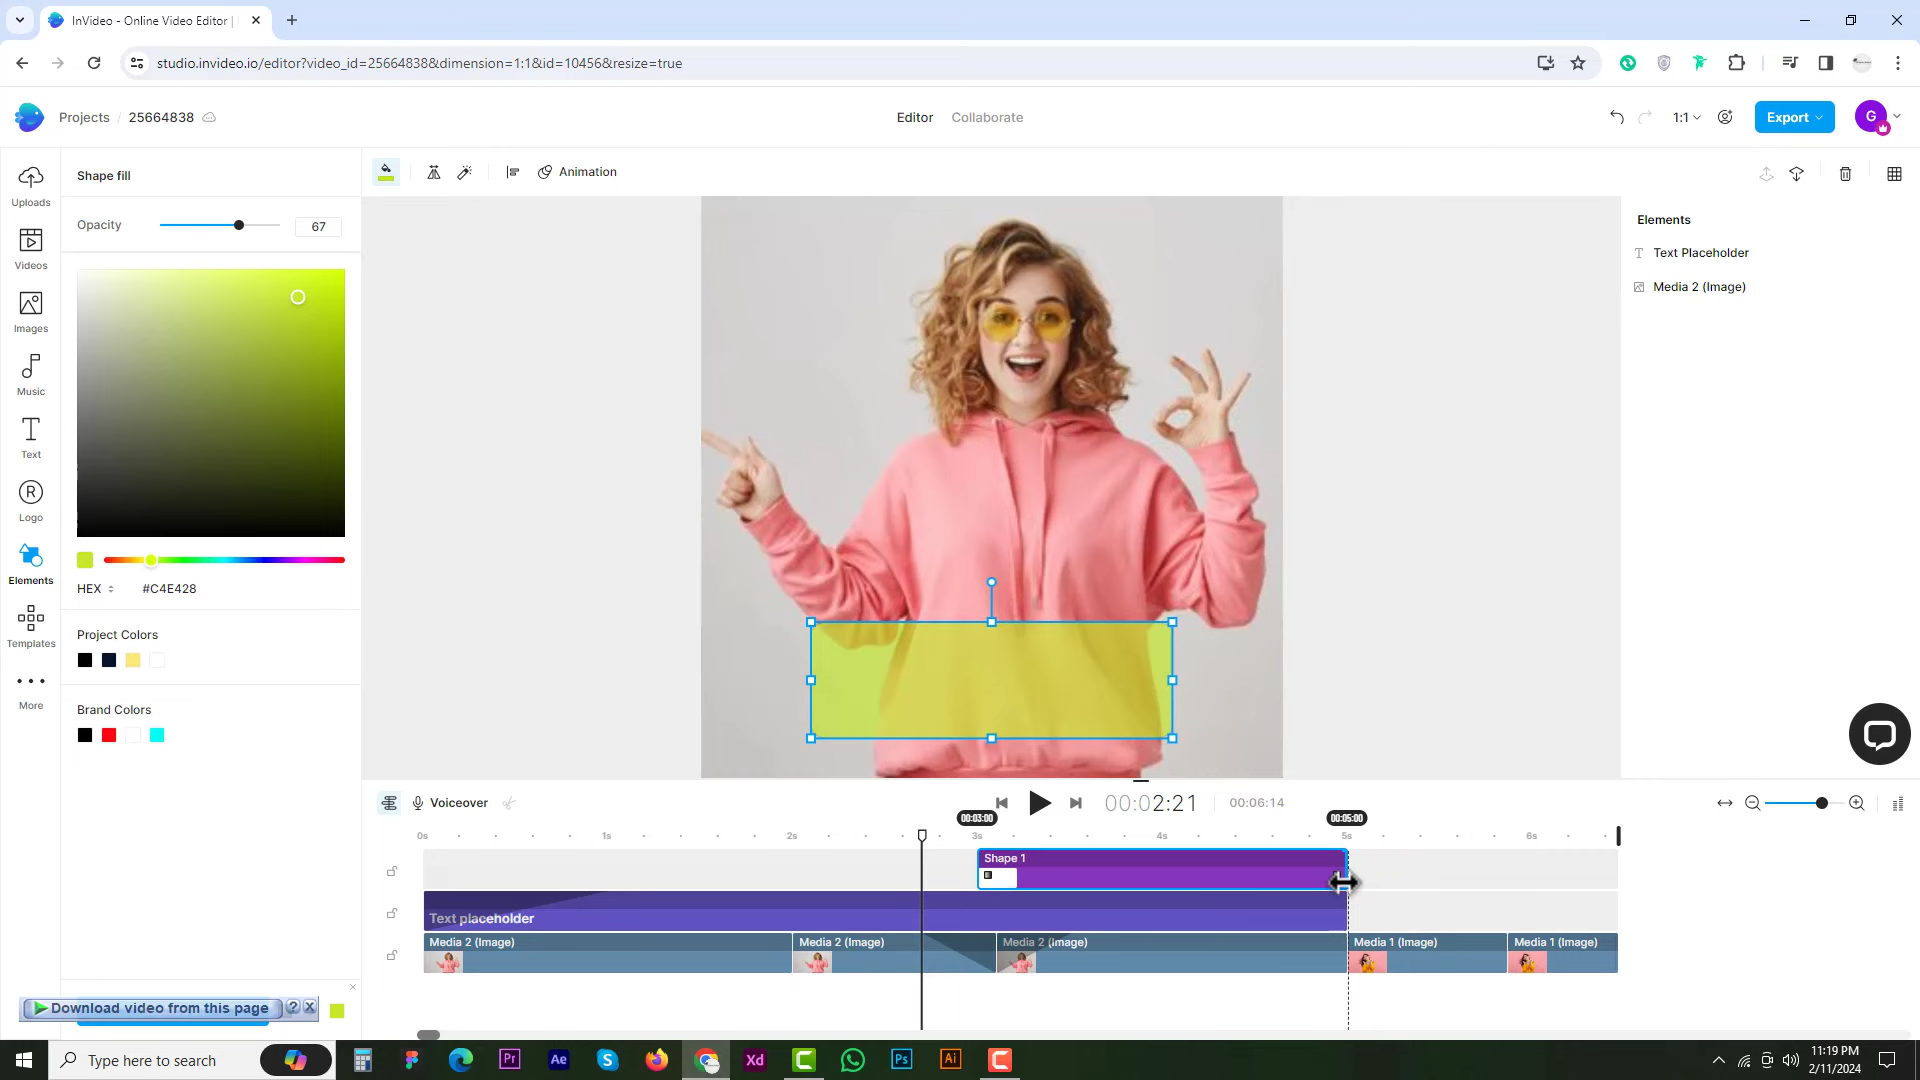 InVideo - Online Video Editor |
studio.invideo.io/editor?video_id=25664838&dimension=1:1&id=10456&resize=true
Projects / 25664838
Editor
Collaborate
1:1
Export
G
Uploads
Videos
Images
Music
Text
Logo
Elements
Templates
More
Shape fill
Opacity
67
HEX
#C4E428
Project Colors
Brand Colors
Animation
Elements
Text Placeholder
Media 2 (Image)
Voiceover
00:02:21
00:06:14
00:03:00
00:05:00
0s
1s
2s
3s
4s
5s
6s
Shape 1
Text placeholder
Media 2 (Image)
Media 2 (Image)
Media 2 (Image)
Media 1 (Image)
Media 1 (Image)
Download video from this page
?
X
Type here to search
Pr
Ae
Xd
Ps
Ai
11:19 PM
2/11/2024